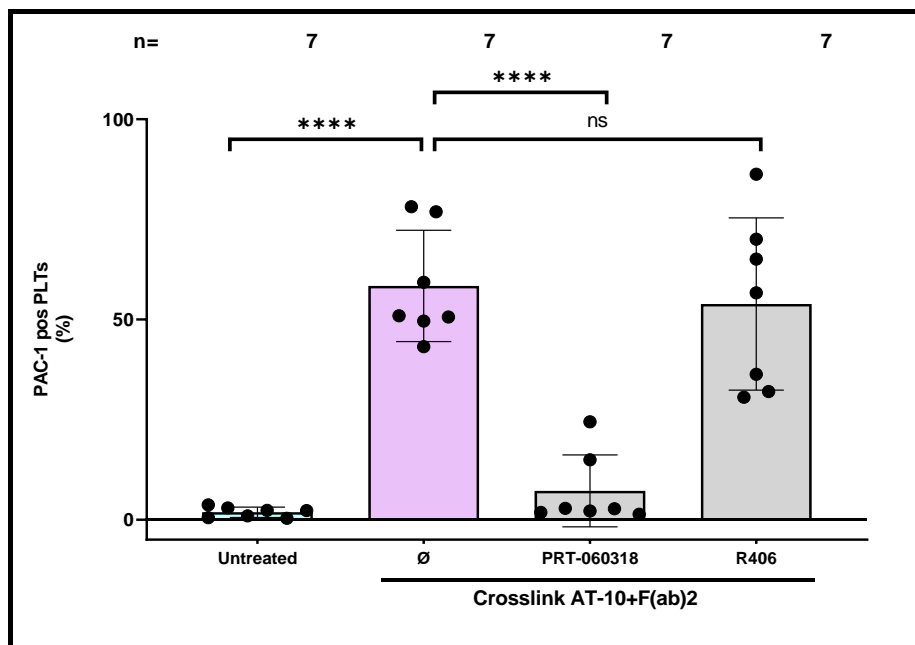 n= 7 7 7 7
****
**** ns
100
50
0
PAC-1 pos PLTs
(%)
Untreated Ø PRT-060318 R406
Crosslink AT-10+F(ab)2